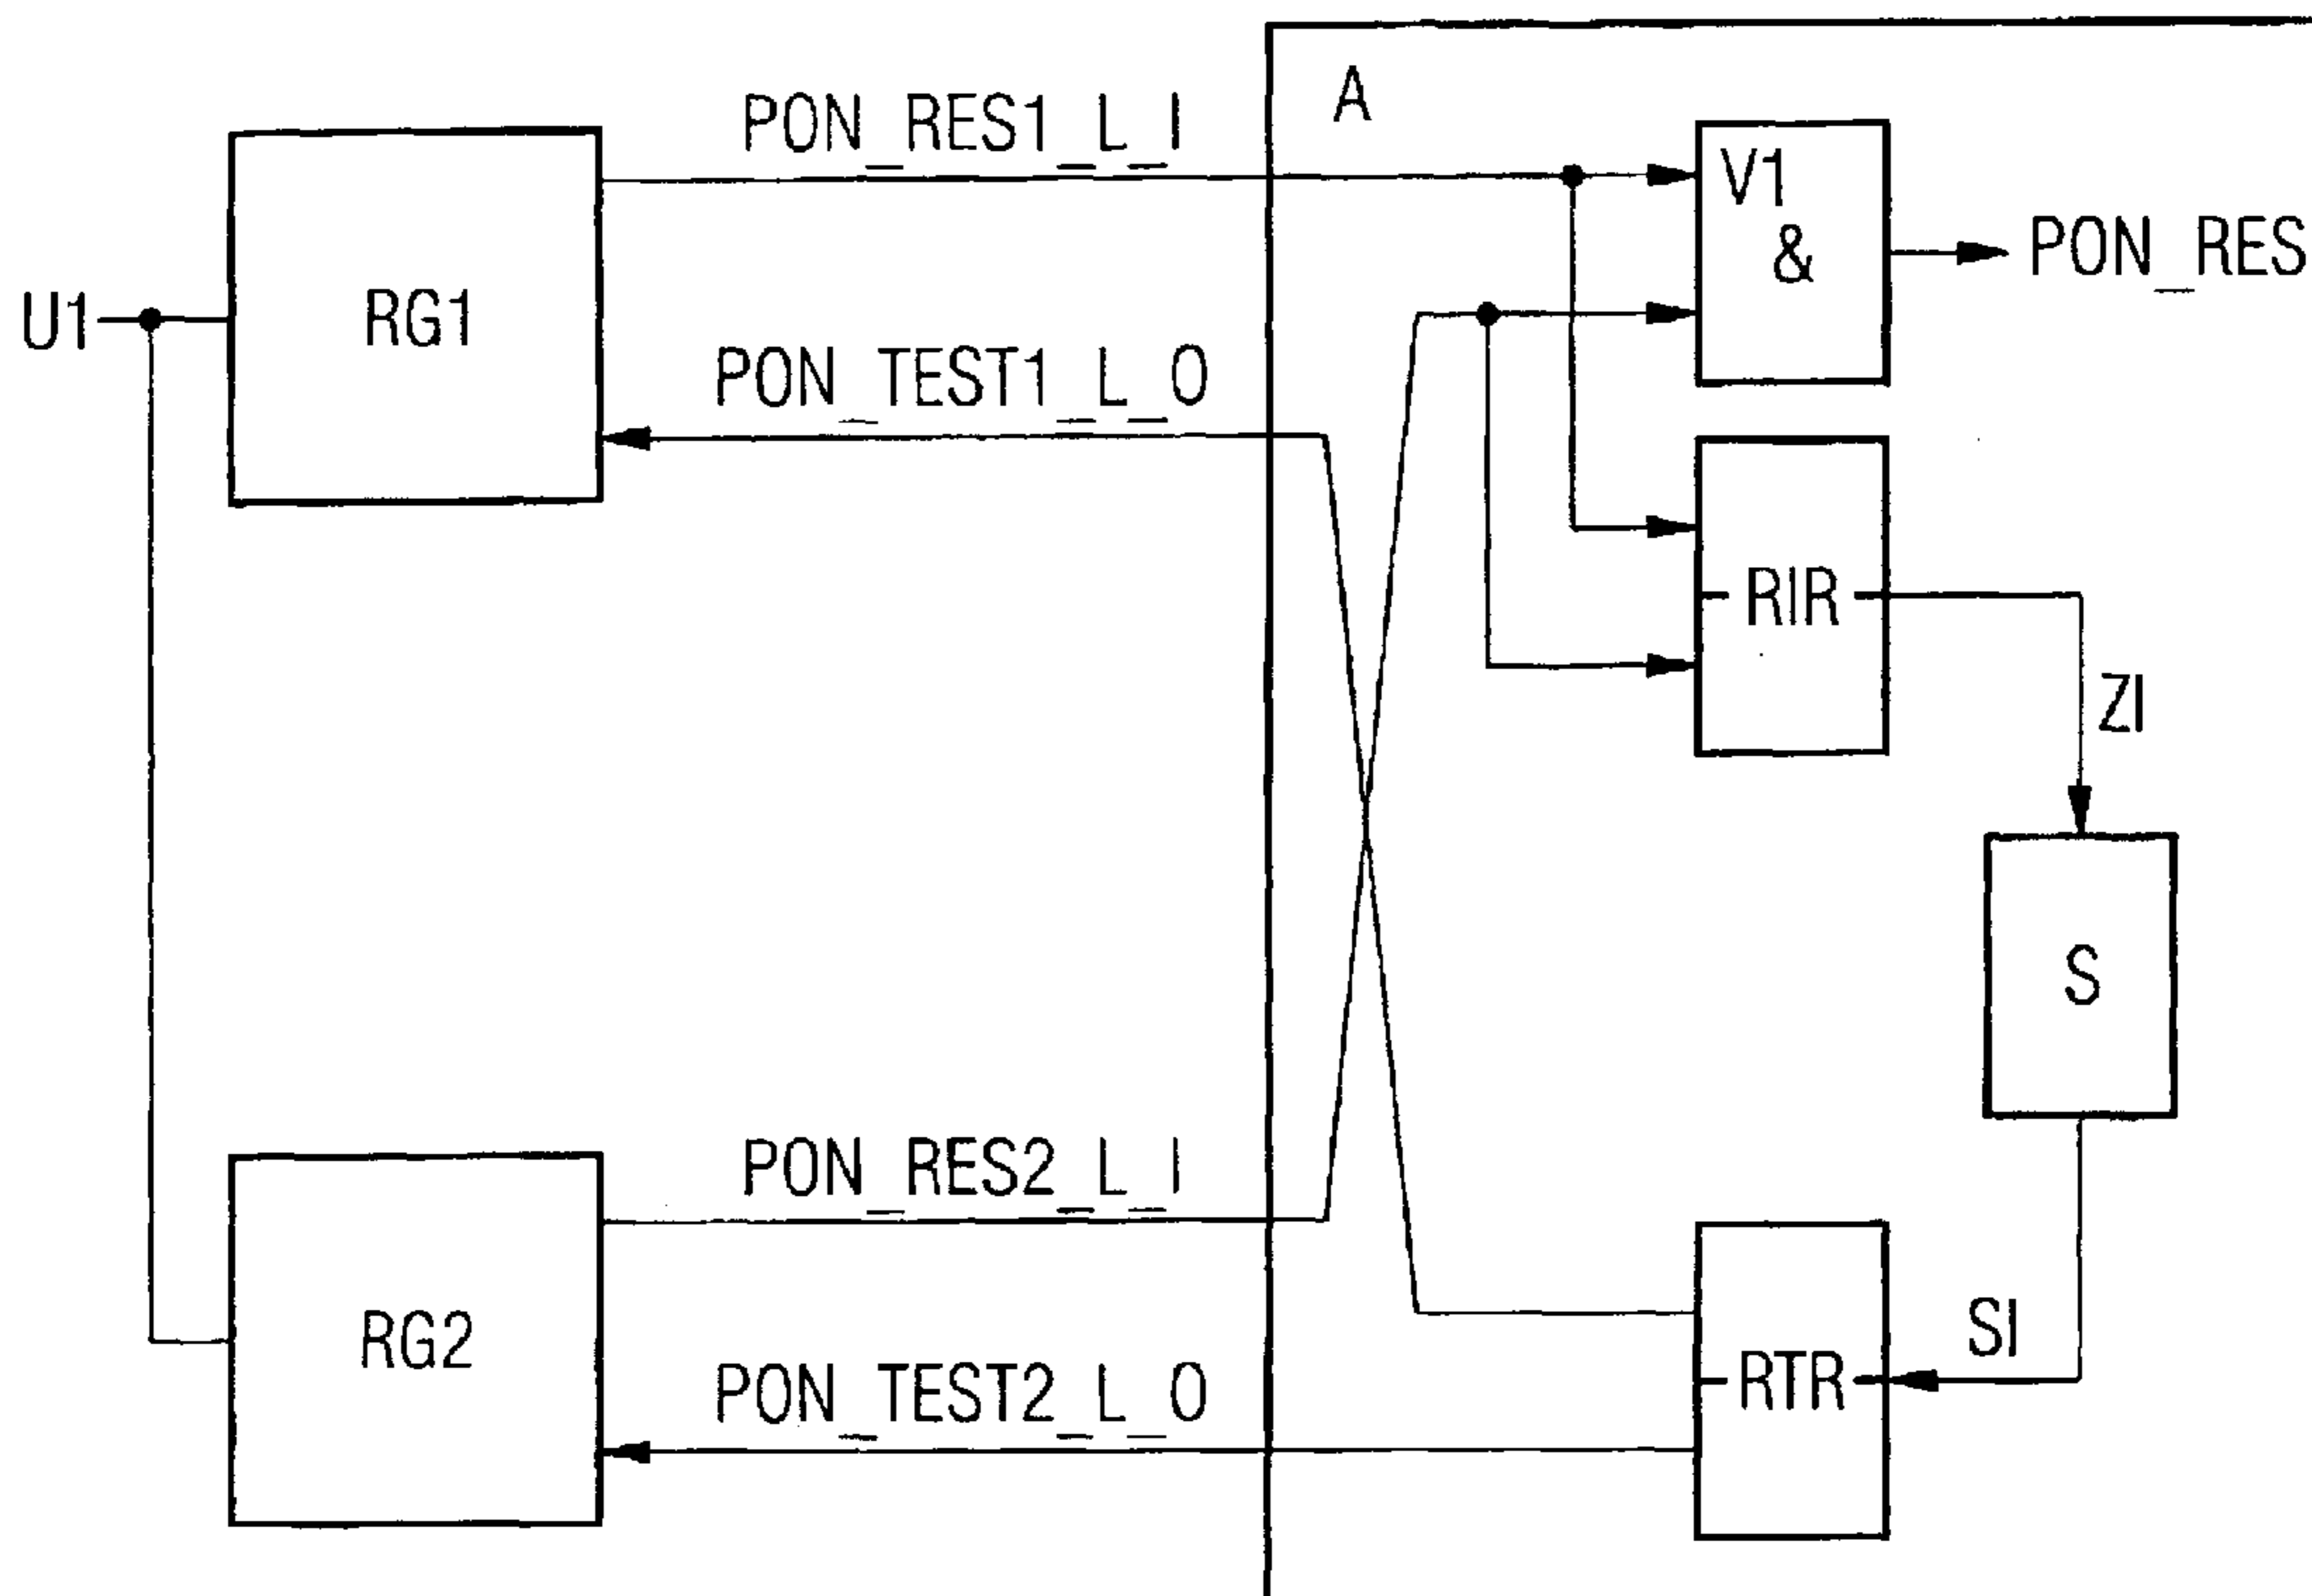 PON_RES1_L_I
A
V1
&
PON_RES
U1
RG1
PON_TEST1_L_O
RIR
ZI
S
PON_RES2_L_I
RG2
SI
PON_TEST2_L_O
RTR